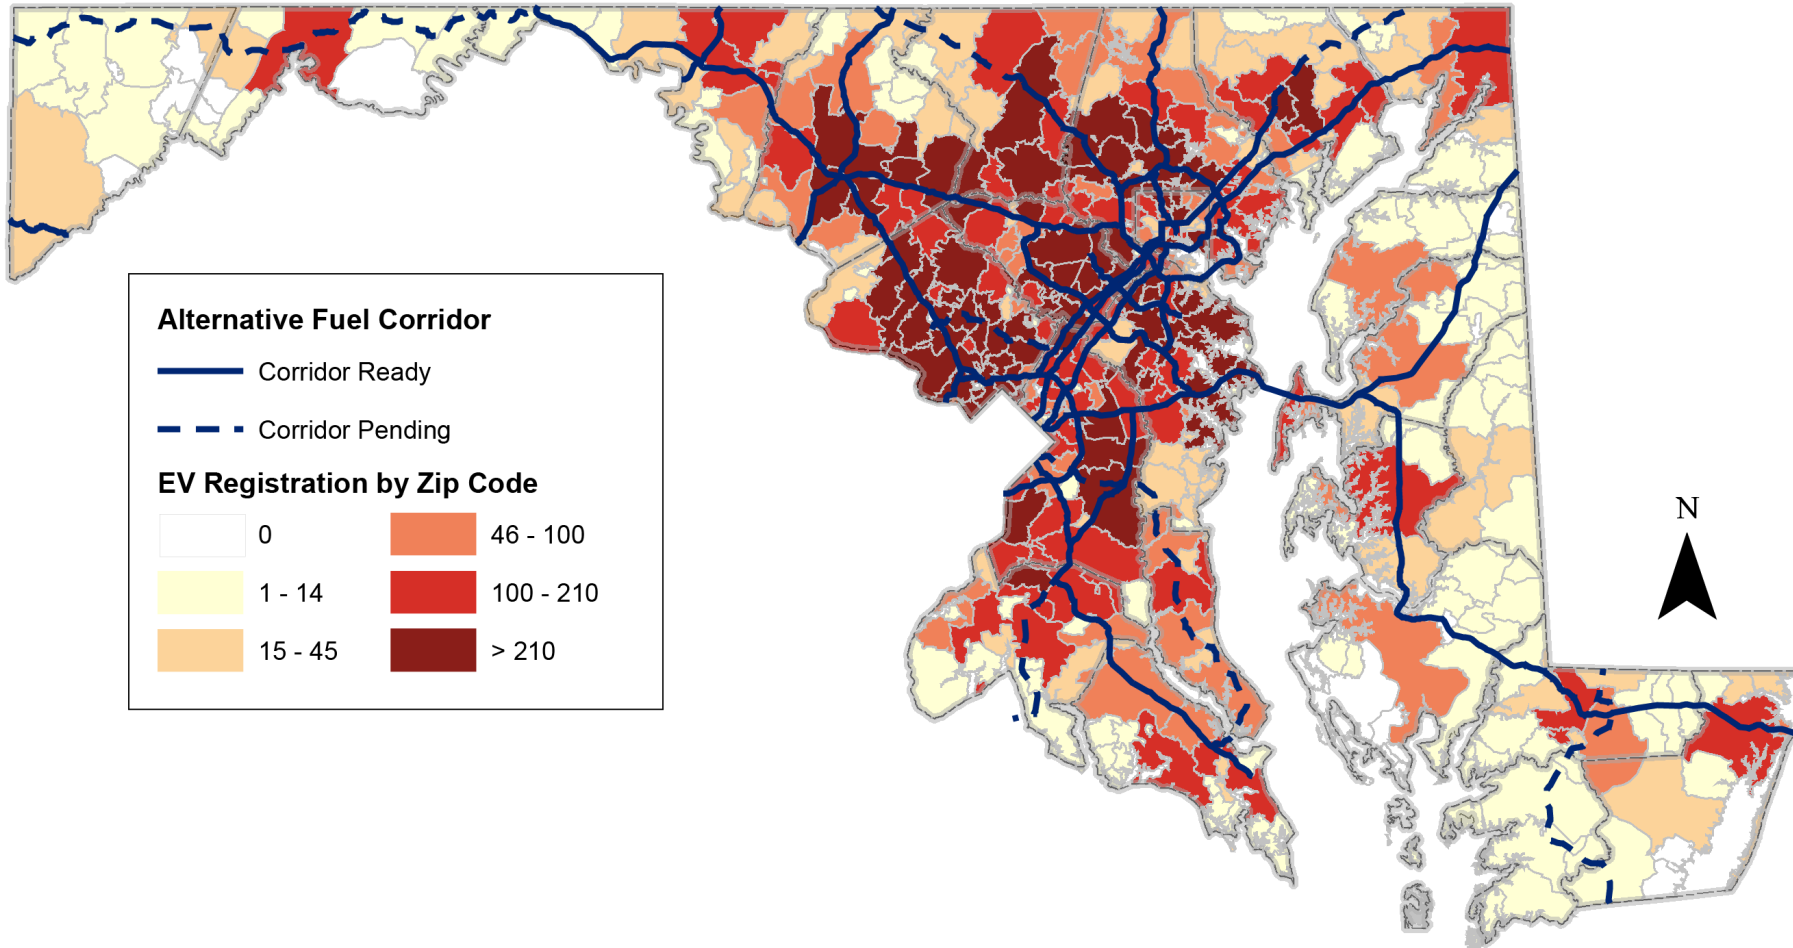 Alternative Fuel Corridor
Corridor Ready
Corridor Pending
EV Registration by Zip Code
0
46 - 100
1 - 14
100 - 210
15 - 45
> 210
N